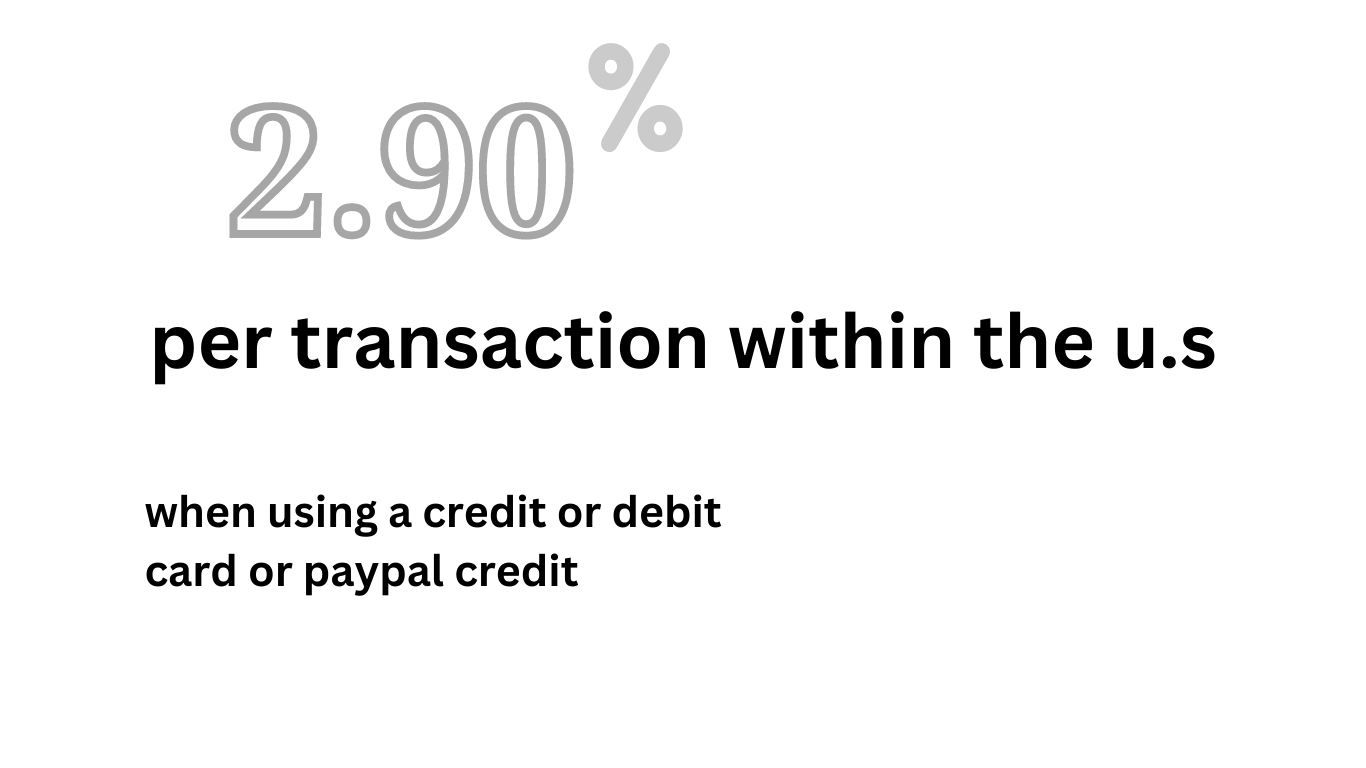 2.90%
per transaction within the u.s
when using a credit or debit
card or paypal credit